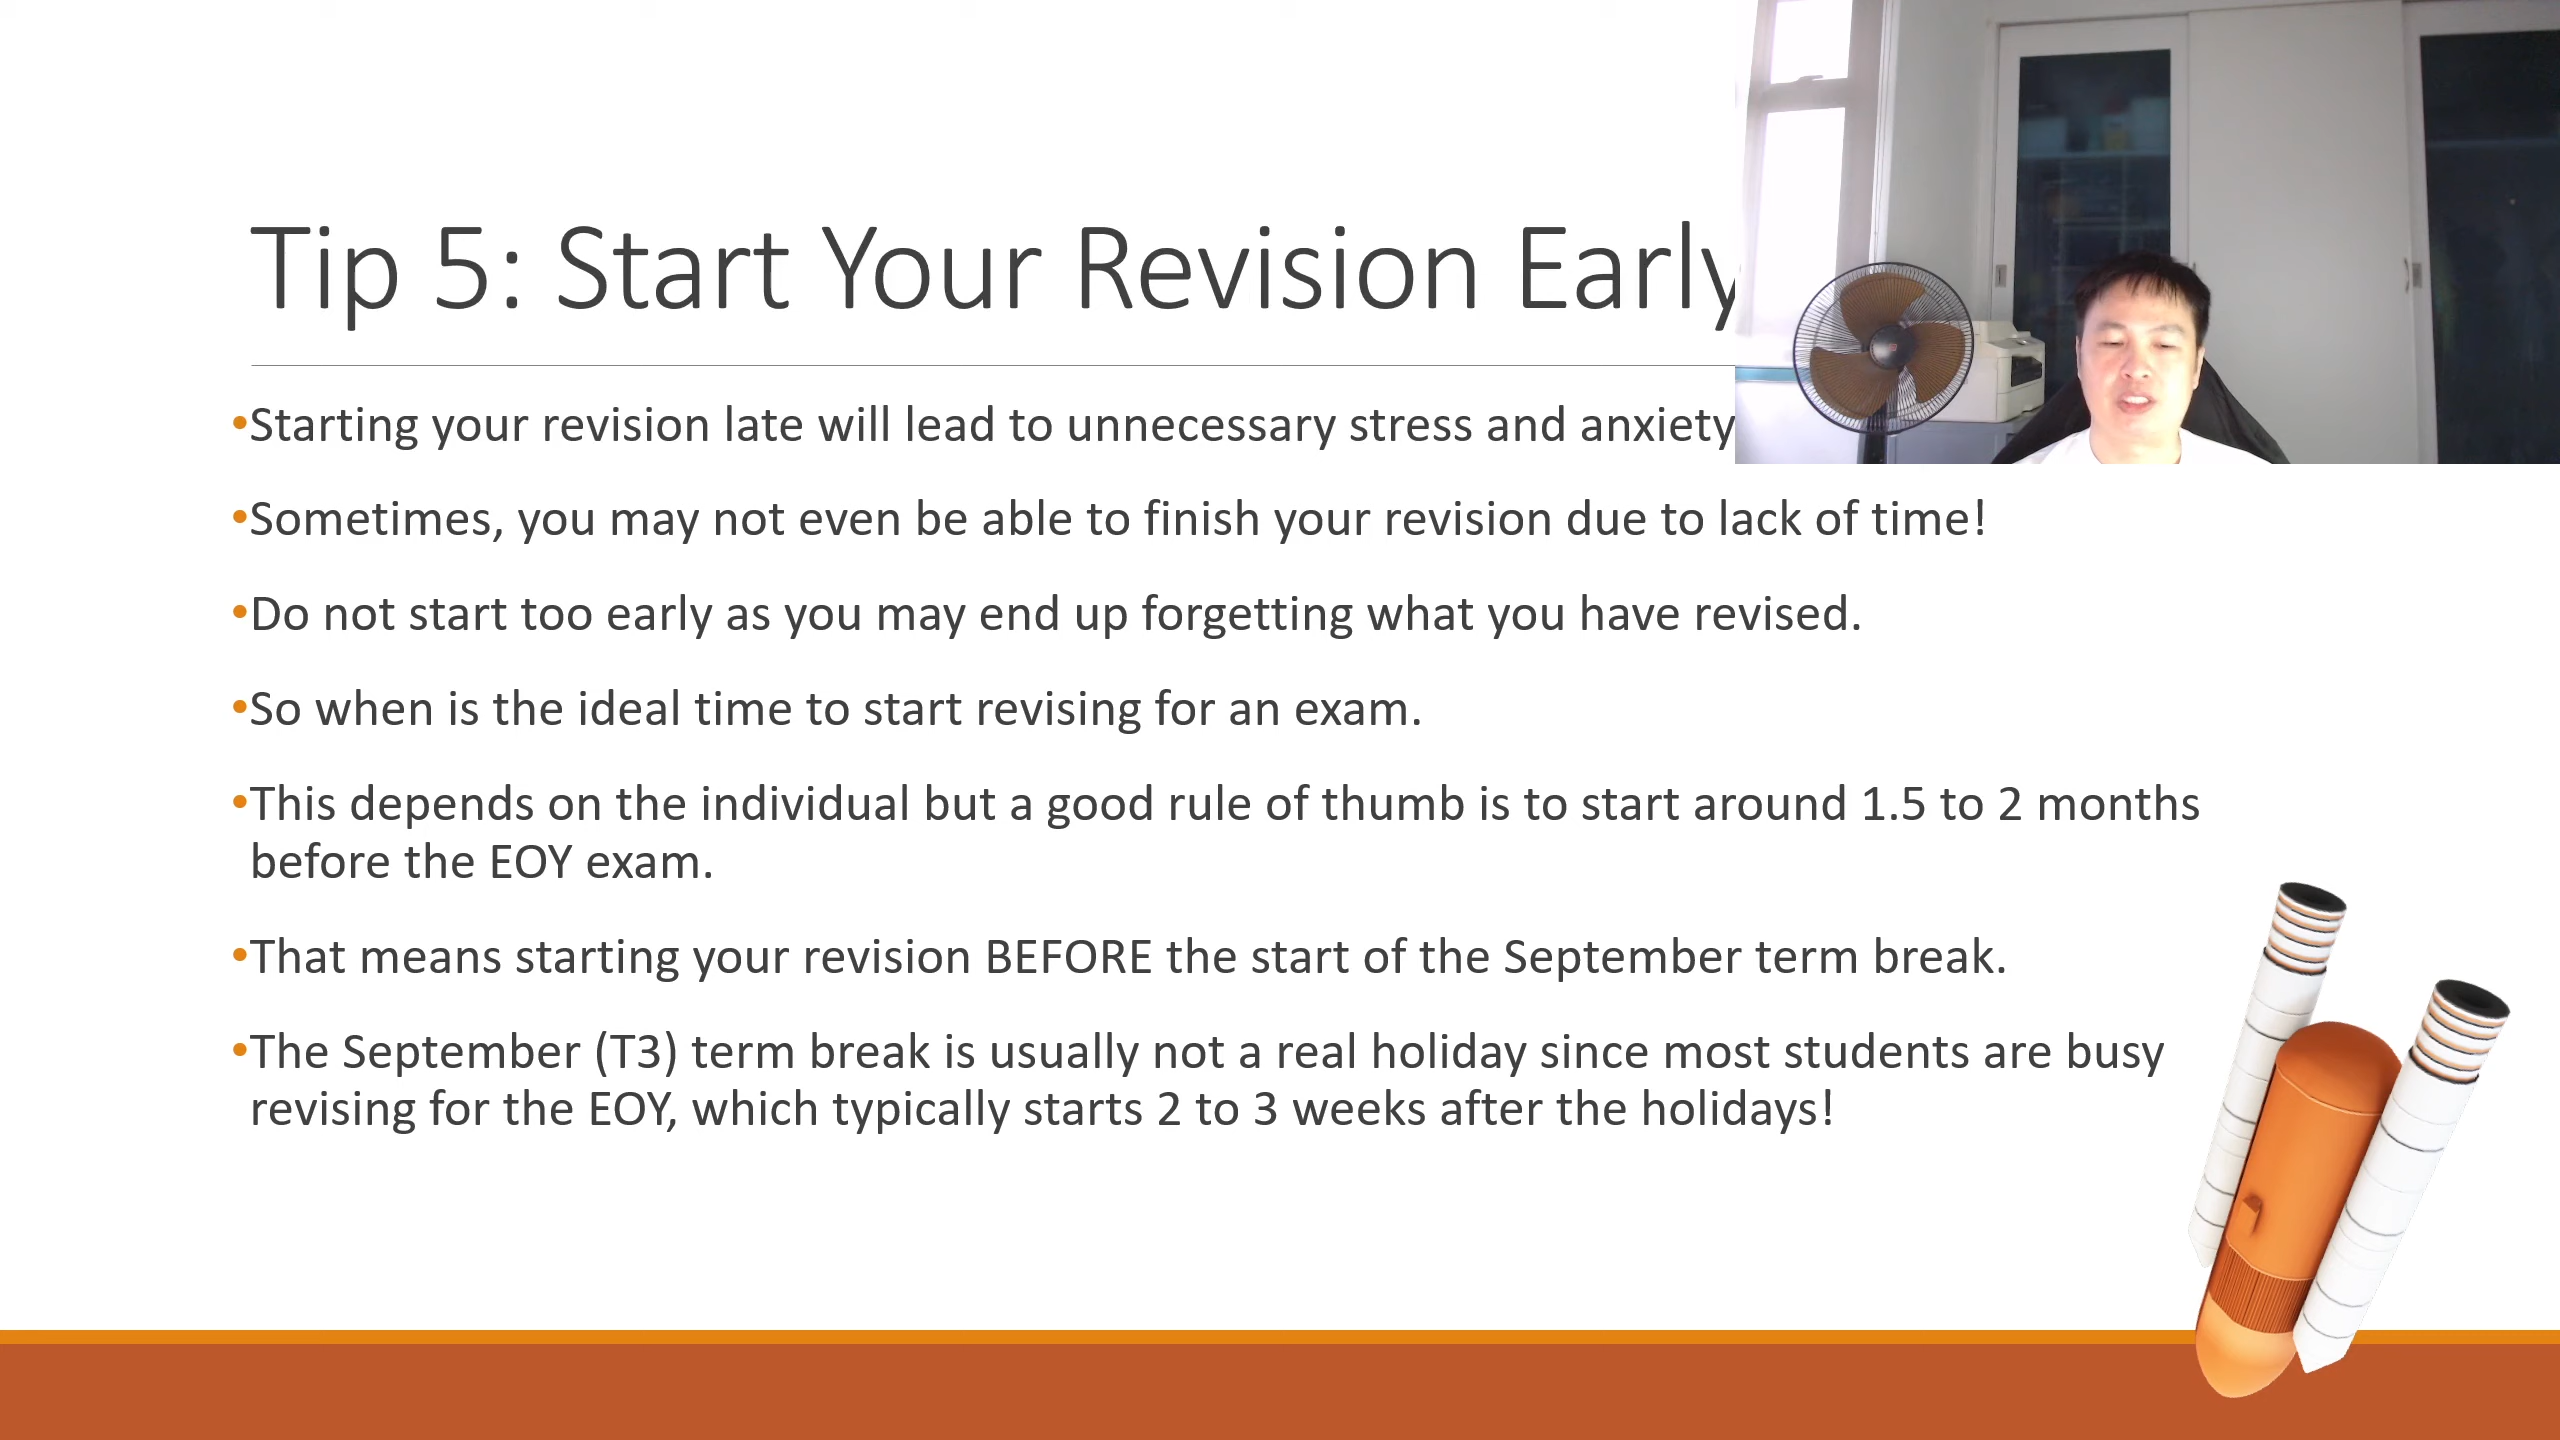 Tip 5: Start Your Revision Early
•Starting your revision late will lead to unnecessary stress and anxiety
•Sometimes, you may not even be able to finish your revision due to lack of time!
•Do not start too early as you may end up forgetting what you have revised.
•So when is the ideal time to start revising for an exam.
•This depends on the individual but a good rule of thumb is to start around 1.5 to 2 months
before the EOY exam.
•That means starting your revision BEFORE the start of the September term break.
•The September (T3) term break is usually not a real holiday since most students are busy
revising for the EOY, which typically starts 2 to 3 weeks after the holidays!